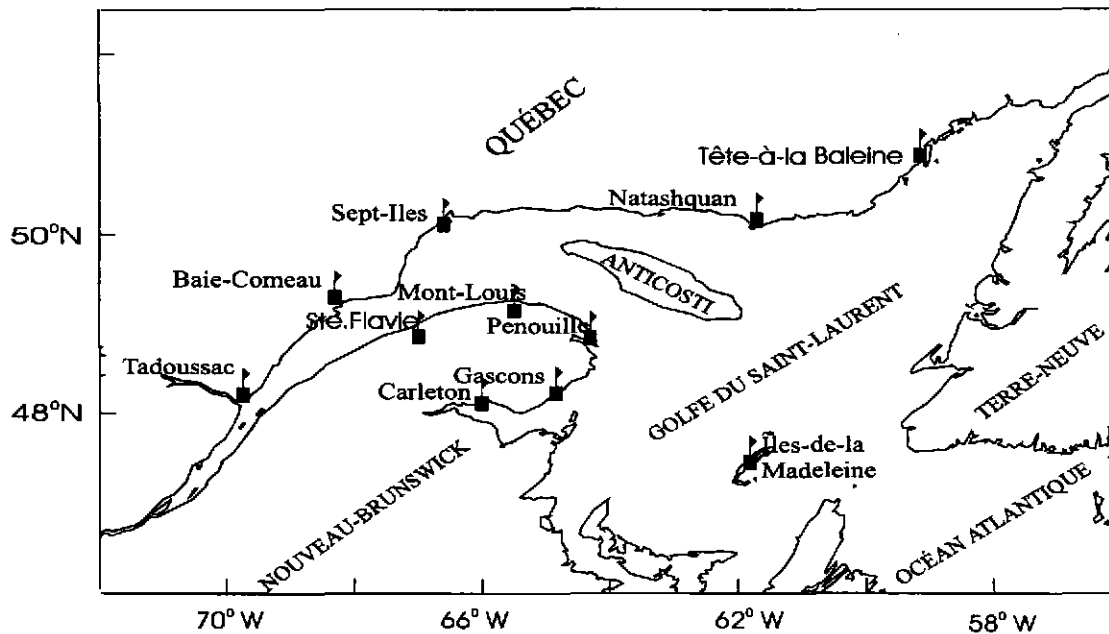 QUÉBEC
Tête-à-la Baleine
Natashquan
Sept-Iles
50°N
Baie-Comeau
ANTICOSTI
Mont-Louis
Ste.Flavie
Penouille
Tadoussac
Gascons
Carleton
48°N
GOLFE DU SAINT-LAURENT
TERRE-NEUVE
Iles-de-la
Madeleine
NOUVEAU-BRUNSWICK
OCÉAN ATLANTIQUE
70° W
66° W
62° W
58° W